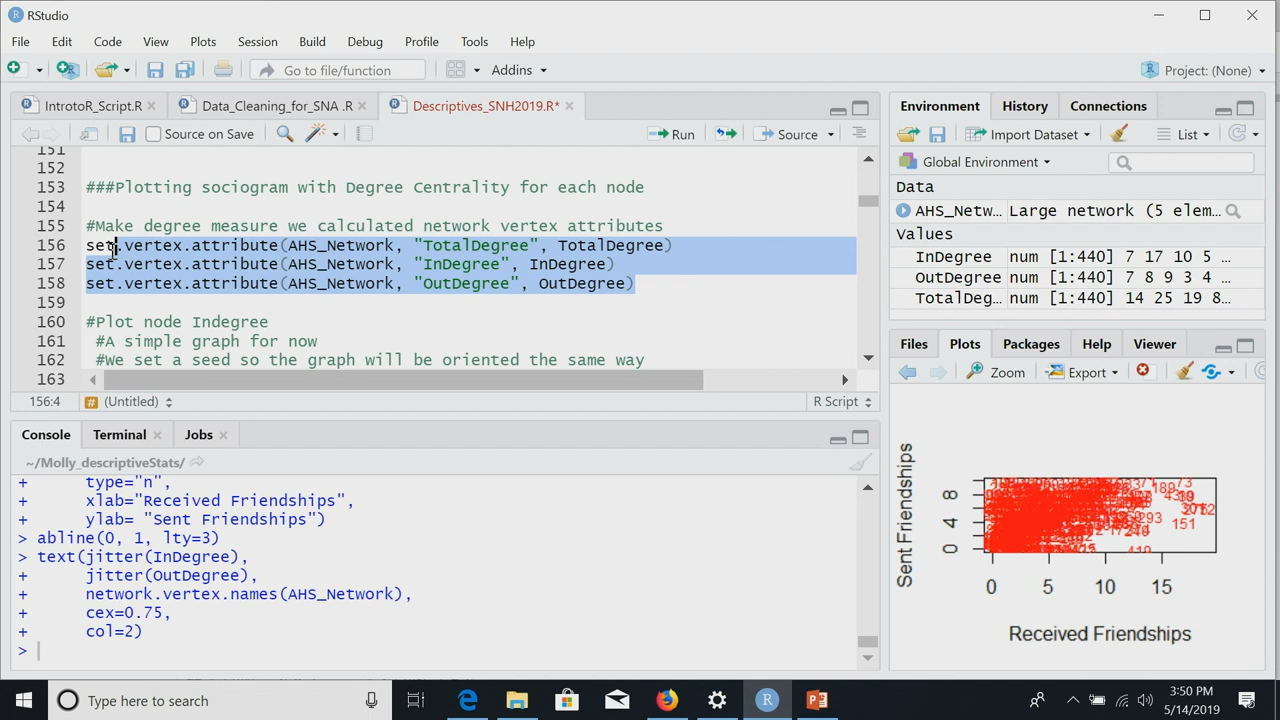 RStudio
File Edit Code View Plots Session Build Debug Profile Tools Help
Go to file/function Addins Project: (None)
IntrotoR_Script.R Data_Cleaning_for_SNA .R Descriptives_SNH2019.R*
Source on Save Run Source
151
152
153 ###Plotting sociogram with Degree Centrality for each node
154
155 #Make degree measure we calculated network vertex attributes
156 set.vertex.attribute(AHS_Network, "TotalDegree", TotalDegree)
157 set.vertex.attribute(AHS_Network, "InDegree", InDegree)
158 set.vertex.attribute(AHS_Network, "OutDegree", OutDegree)
159
160 #Plot node Indegree
161 #A simple graph for now
162 #We set a seed so the graph will be oriented the same way
163
156:4 (Untitled) R Script
Console Terminal Jobs
~/Molly_descriptiveStats/
+ type="n",
+ xlab="Received Friendships",
+ ylab= "Sent Friendships")
> abline(0, 1, lty=3)
> text(jitter(InDegree),
+ jitter(OutDegree),
+ network.vertex.names(AHS_Network),
+ cex=0.75,
+ col=2)
>
Environment History Connections
Import Dataset List
Global Environment
Data
AHS_Netw... Large network (5 elem...
Values
InDegree num [1:440] 7 17 10 5 ...
OutDegree num [1:440] 7 8 9 3 4 ...
TotalDeg... num [1:440] 14 25 19 8...
Files Plots Packages Help Viewer
Zoom Export
Sent Friendships
8
4
0
189
293
151
0 5 10 15
Received Friendships
Type here to search
3:50 PM
5/14/2019